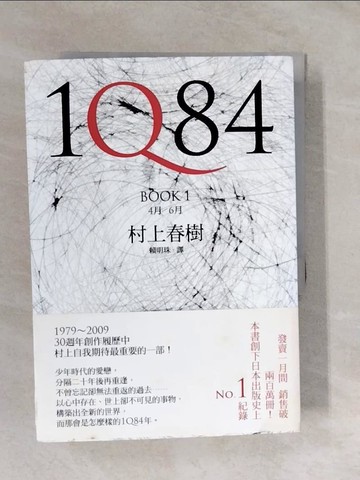 1Q84
BOOK 1
4月 - 6月
村上春樹
賴明珠・譯
1979～2009
30週年創作履歷中
村上自我期待最重要的一部！
少年時代的愛戀。
分隔二十年後再重逢。
不曾忘記卻無法重返的過去——
以心中存在、世上卻不可見的事物，
構築出全新的世界。
而那會是怎麼樣的1Q84年。
發賣一月間 銷售破
兩百萬冊！
本書創下日本出版史上
No.1紀錄